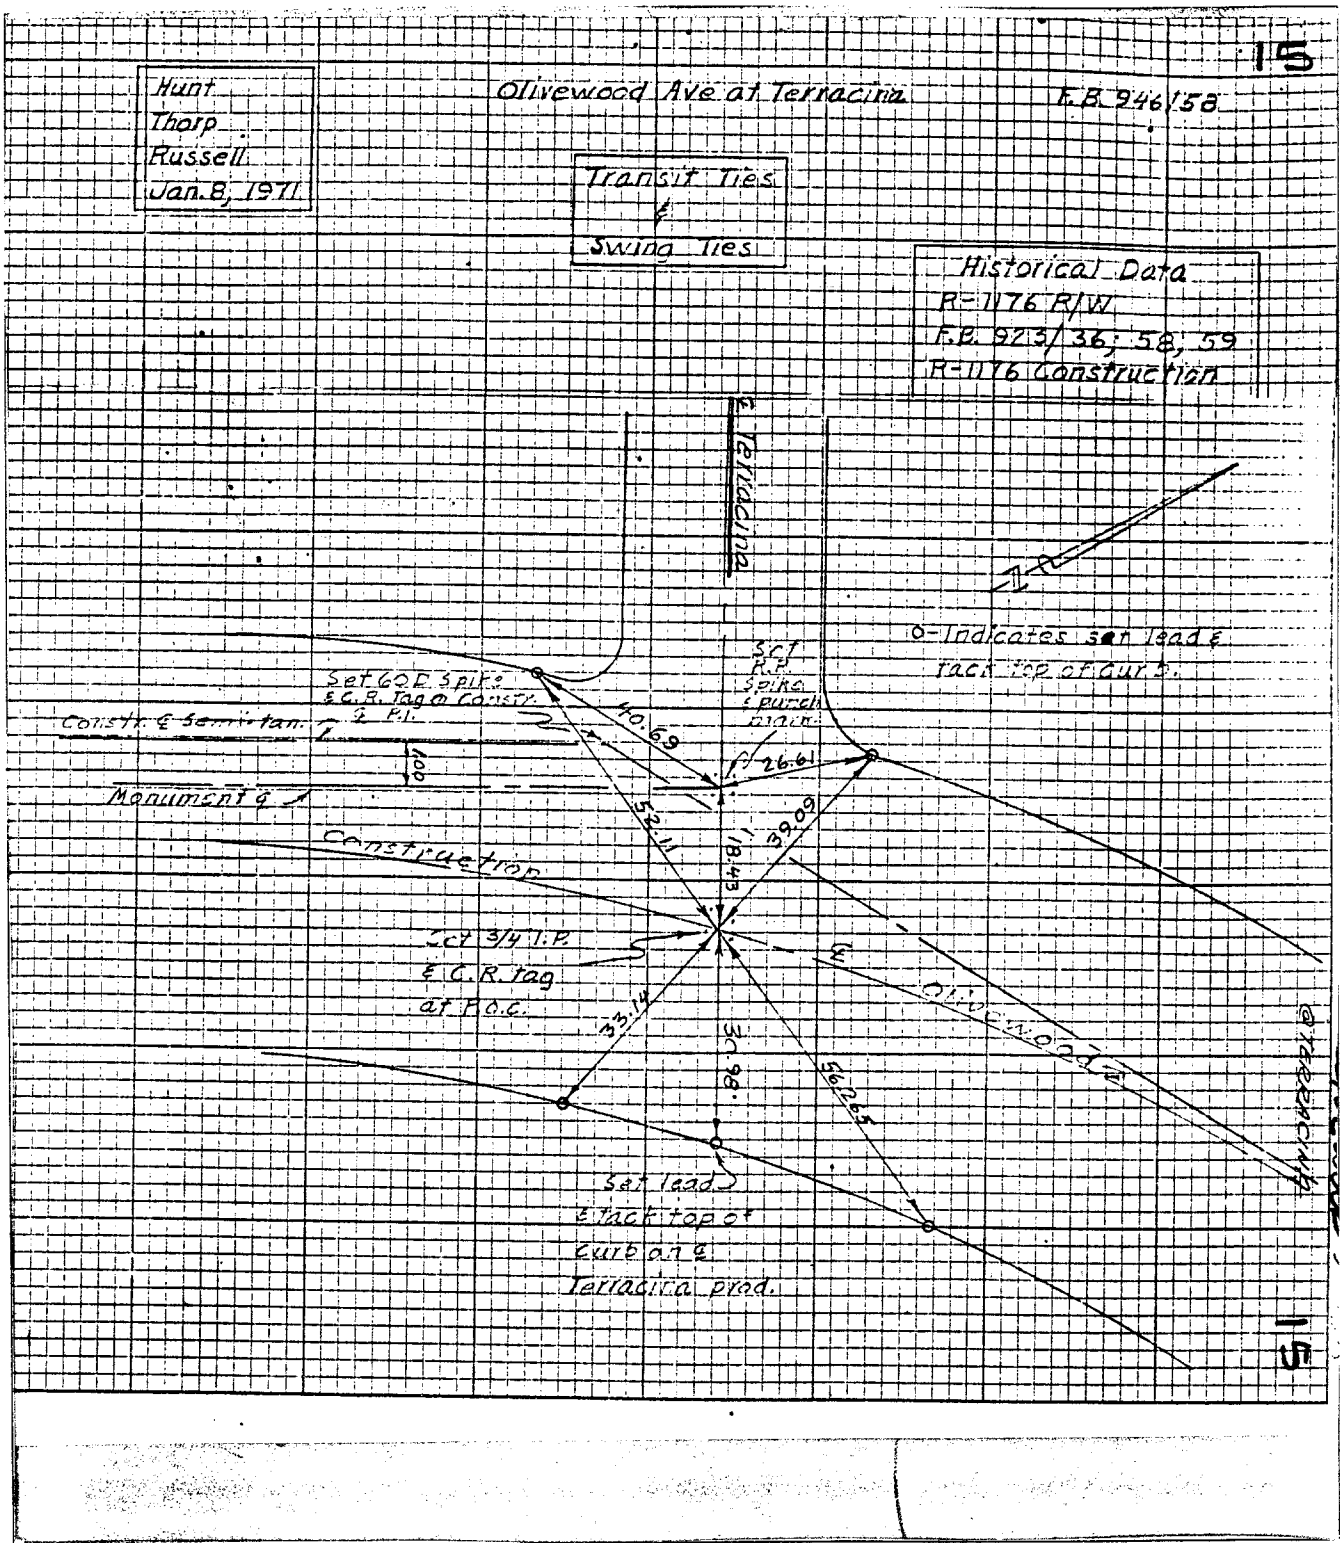 15
Hunt
Thorp
Russell
Jan. 8, 1971
Olivewood Ave at Terracina
F.B. 946/58
Transit Ties
&
Swing Ties
Historical Data
R-1176 R/W
F.B. 923/36; 58; 59
R-1176 Construction
℄ Terracina
O-Indicates set lead &
tack top of curb.
Set 60D Spike
& C.R. Tag @ Constr.
℄ P.I.
Set
R.R.
Spike
& punch
mark
Constr. ℄ Semi-tan.
1.00
Monument ℄
40.69
26.61
52.11
39.09
18.43
Construction
Set 3/4 I.P.
& C.R. Tag
at P.O.C.
℄ Olivewood
33.14
30.98'
56.265
Set lead
& tack top of
curb on ℄
Terracina prod.
@ TERRACINA
15